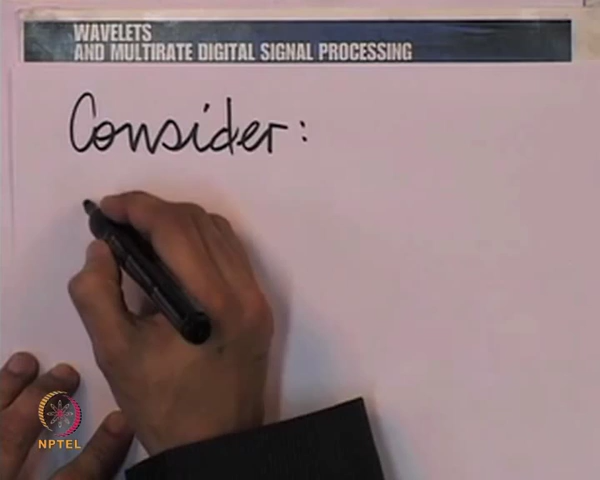 WAVELETS
AND MULTIRATE DIGITAL SIGNAL PROCESSING
Consider:
NPTEL